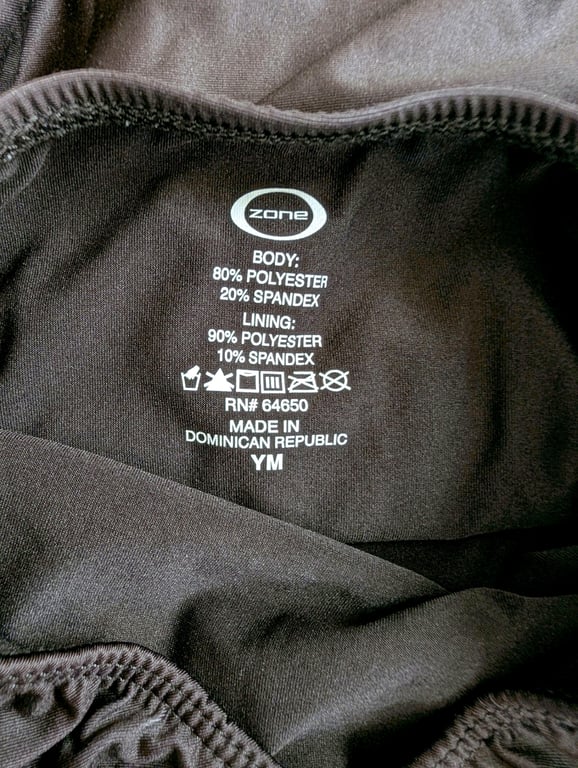 ZONE
BODY:
80% POLYESTER
20% SPANDEX
LINING:
90% POLYESTER
10% SPANDEX
RN# 64650
MADE IN
DOMINICAN REPUBLIC
YM